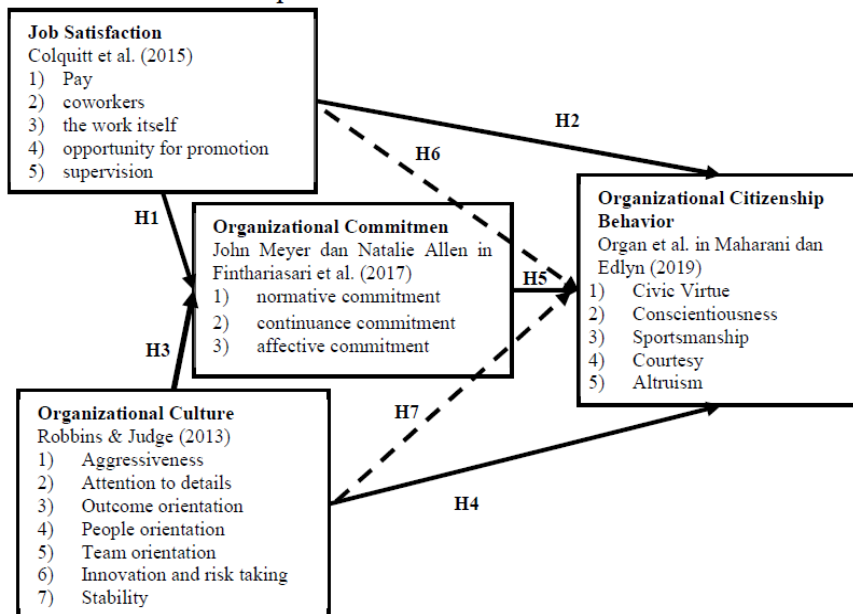 Job Satisfaction
Colquitt et al. (2015)
1) Pay
2) coworkers
3) the work itself
4) opportunity for promotion
5) supervision
H2
H6
H1
Organizational Commitmen
John Meyer dan Natalie Allen in
Finthariasari et al. (2017)
1) normative commitment
2) continuance commitment
3) affective commitment
H5
Organizational Citizenship
Behavior
Organ et al. in Maharani dan
Edlyn (2019)
1) Civic Virtue
2) Conscientiousness
3) Sportsmanship
4) Courtesy
5) Altruism
H3
H7
H4
Organizational Culture
Robbins & Judge (2013)
1) Aggressiveness
2) Attention to details
3) Outcome orientation
4) People orientation
5) Team orientation
6) Innovation and risk taking
7) Stability